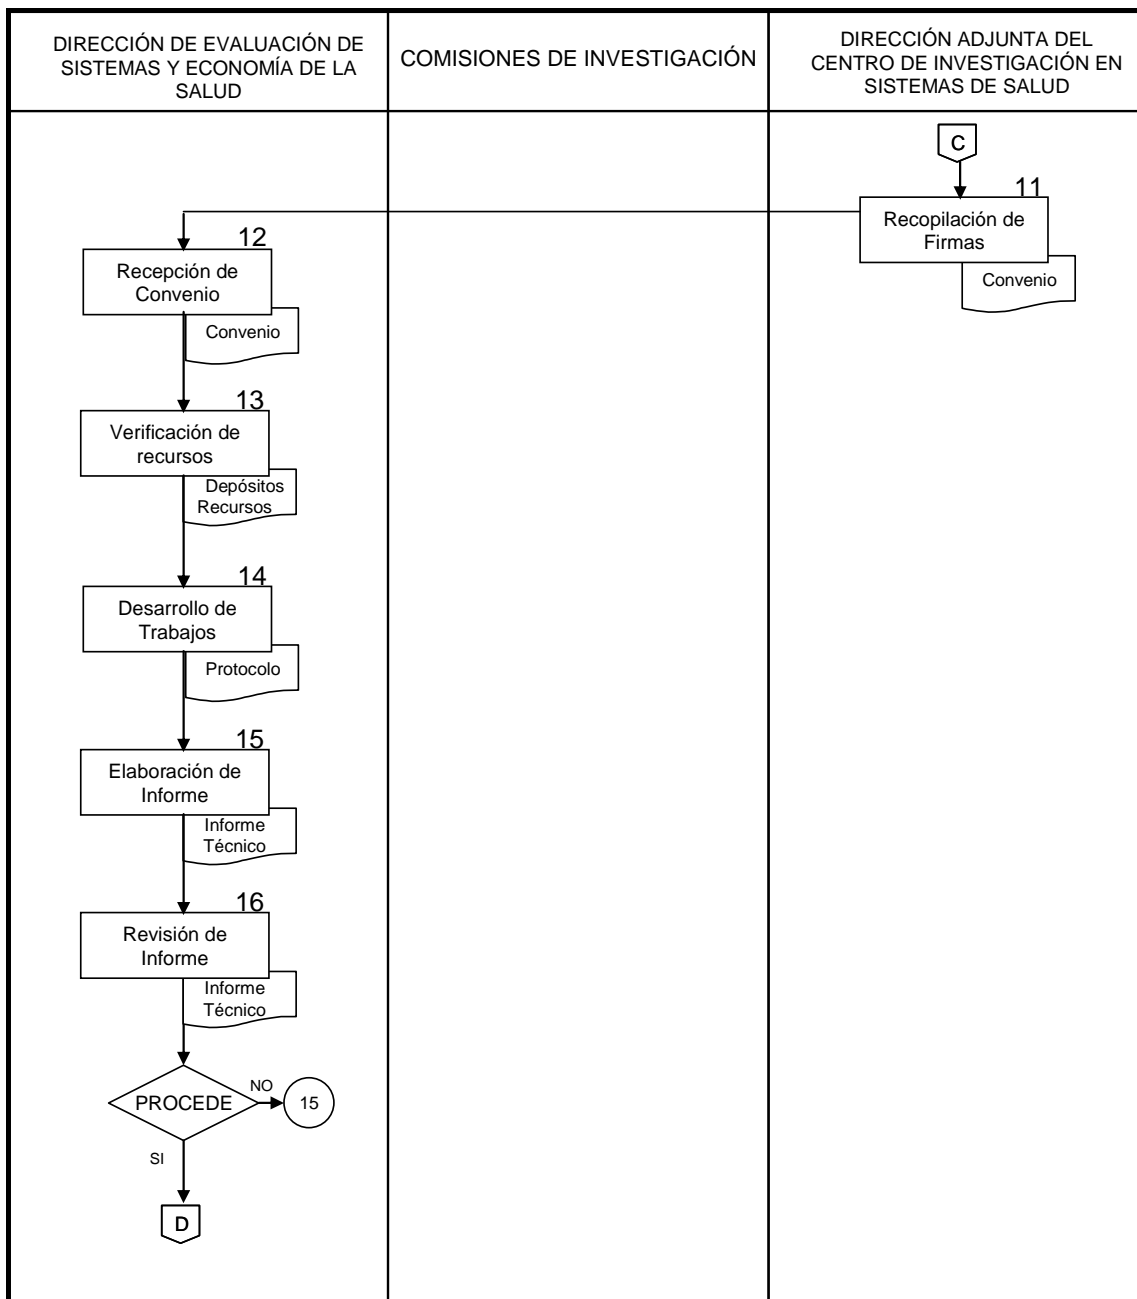 DIRECCIÓN DE EVALUACIÓN DE
SISTEMAS Y ECONOMÍA DE LA
SALUD
COMISIONES DE INVESTIGACIÓN
DIRECCIÓN ADJUNTA DEL
CENTRO DE INVESTIGACIÓN EN
SISTEMAS DE SALUD
C
11
Recopilación de
Firmas
Convenio
12
Recepción de
Convenio
Convenio
13
Verificación de
recursos
Depósitos
Recursos
14
Desarrollo de
Trabajos
Protocolo
15
Elaboración de
Informe
Informe
Técnico
16
Revisión de
Informe
Informe
Técnico
PROCEDE
NO
15
SI
D